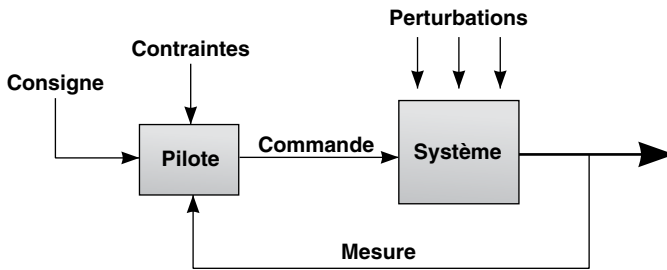 Perturbations
Contraintes
Consigne
Commande
Pilote
Système
Mesure